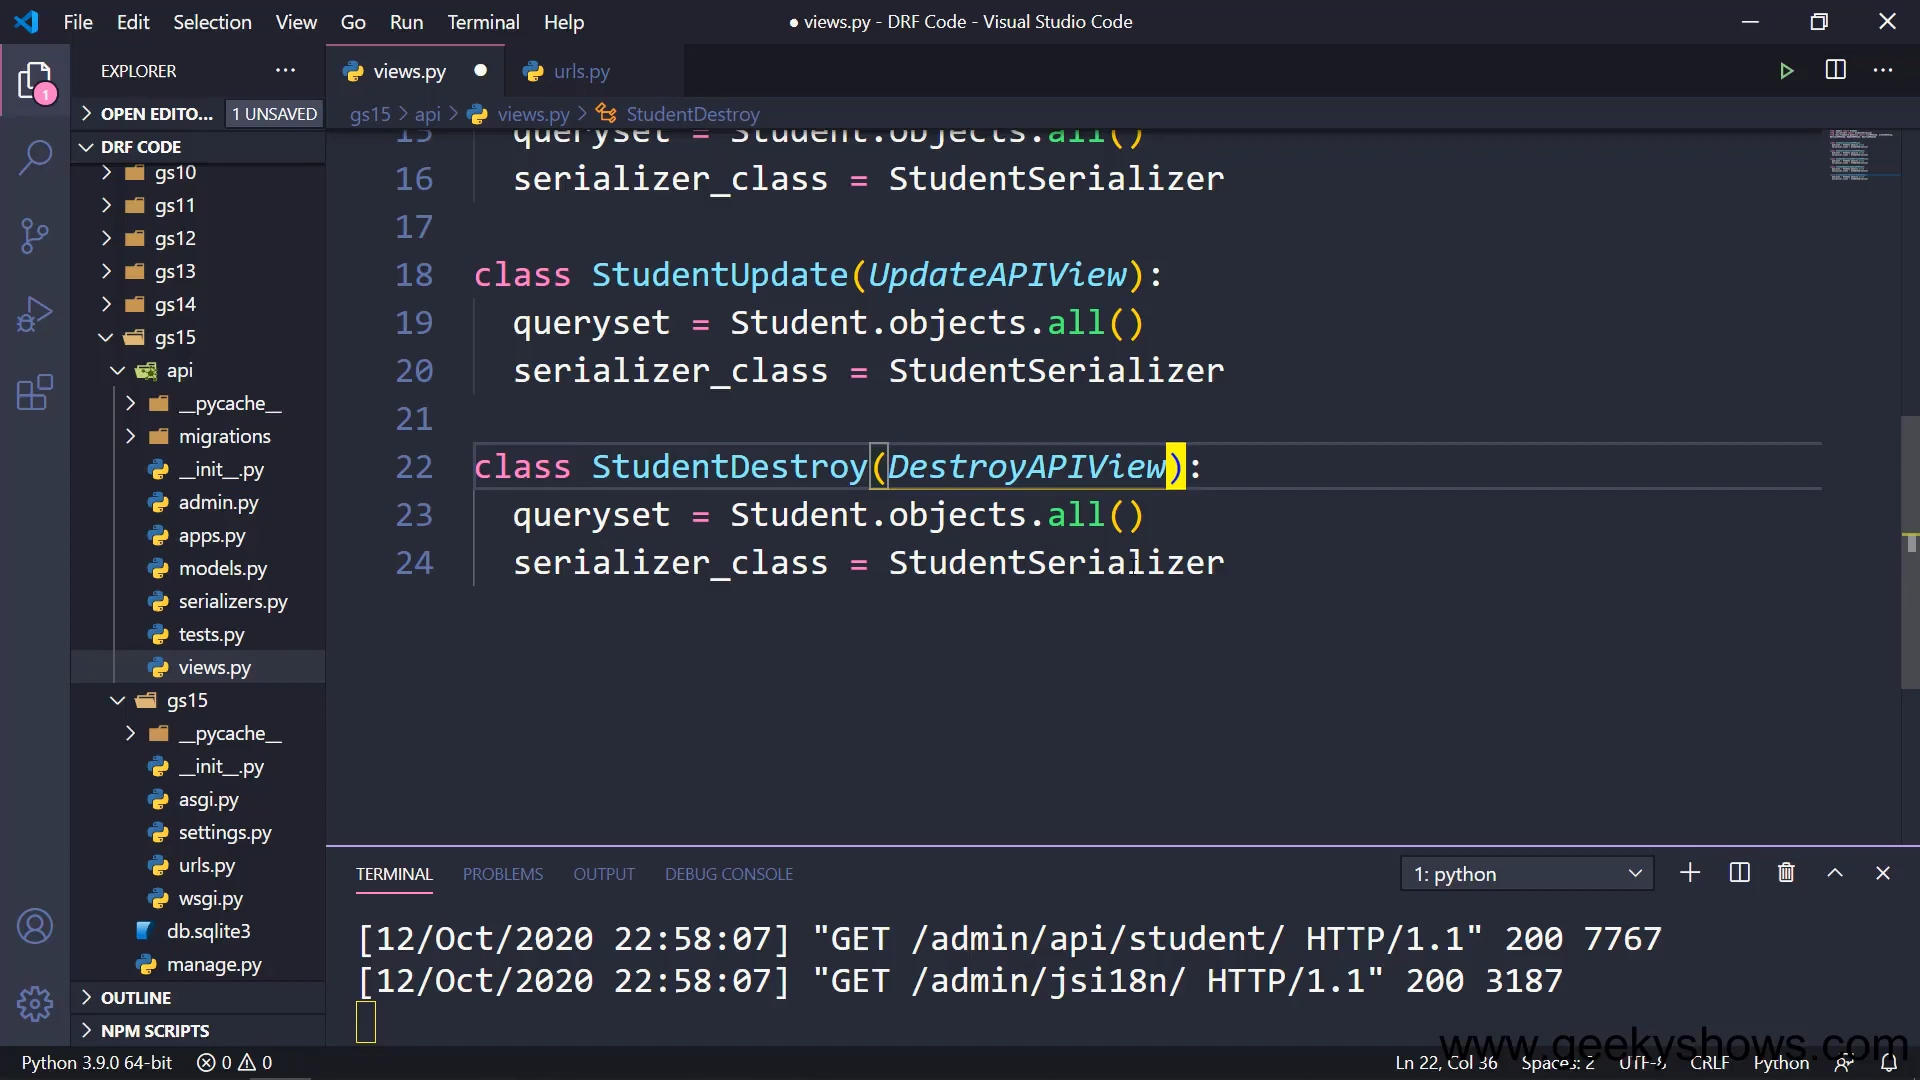 File Edit Selection View Go Run Terminal Help
● views.py - DRF Code - Visual Studio Code
EXPLORER
views.py
urls.py
1
OPEN EDITO... 1 UNSAVED
gs15 > api > views.py > StudentDestroy
DRF CODE
gs10
gs11
gs12
gs13
gs14
gs15
api
__pycache__
migrations
__init__.py
admin.py
apps.py
models.py
serializers.py
tests.py
views.py
gs15
__pycache__
__init__.py
asgi.py
settings.py
urls.py
wsgi.py
db.sqlite3
manage.py
OUTLINE
NPM SCRIPTS
15 queryset = Student.objects.all()
16 serializer_class = StudentSerializer
17
18 class StudentUpdate(UpdateAPIView):
19 queryset = Student.objects.all()
20 serializer_class = StudentSerializer
21
22 class StudentDestroy(DestroyAPIView):
23 queryset = Student.objects.all()
24 serializer_class = StudentSerializer
TERMINAL PROBLEMS OUTPUT DEBUG CONSOLE
1: python
[12/Oct/2020 22:58:07] "GET /admin/api/student/ HTTP/1.1" 200 7767
[12/Oct/2020 22:58:07] "GET /admin/jsi18n/ HTTP/1.1" 200 3187
www.geekyshows.com
Python 3.9.0 64-bit 0 0
Ln 22, Col 36 Spaces: 2 UTF-8 CRLF Python